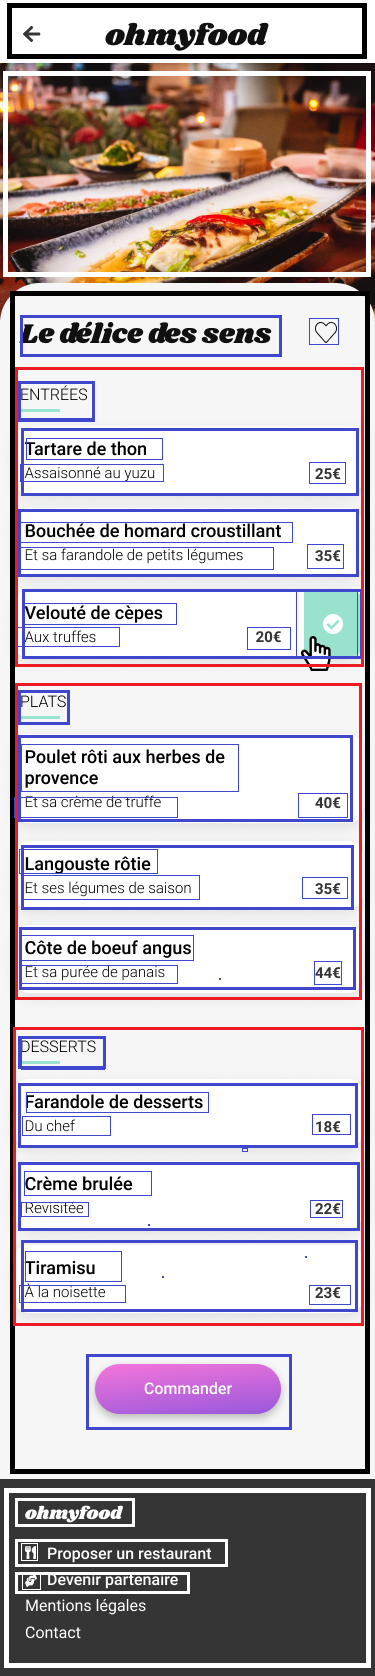 ohmyfood
Le délice des sens
ENTRÉES
Tartare de thon
Assaisonné au yuzu
25€
Bouchée de homard croustillant
Et sa farandole de petits légumes
35€
Velouté de cèpes
Aux truffes
20€
PLATS
Poulet rôti aux herbes de
provence
Et sa crème de truffe
40€
Langouste rôtie
Et ses légumes de saison
35€
Côte de boeuf angus
Et sa purée de panais
44€
DESSERTS
Farandole de desserts
Du chef
18€
Crème brulée
Revisitée
22€
Tiramisu
À la noisette
23€
Commander
ohmyfood
Proposer un restaurant
Devenir partenaire
Mentions légales
Contact